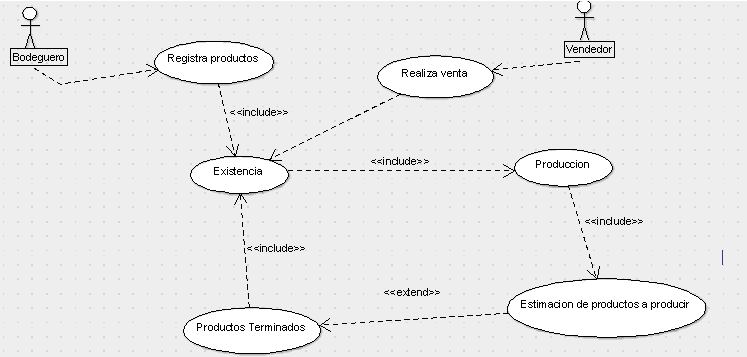 Bodeguero
Vendedor
Registra productos
Realiza venta
<<include>>
Existencia
<<include>>
Produccion
<<include>>
<<include>>
<<extend>>
Estimacion de productos a producir
Productos Terminados